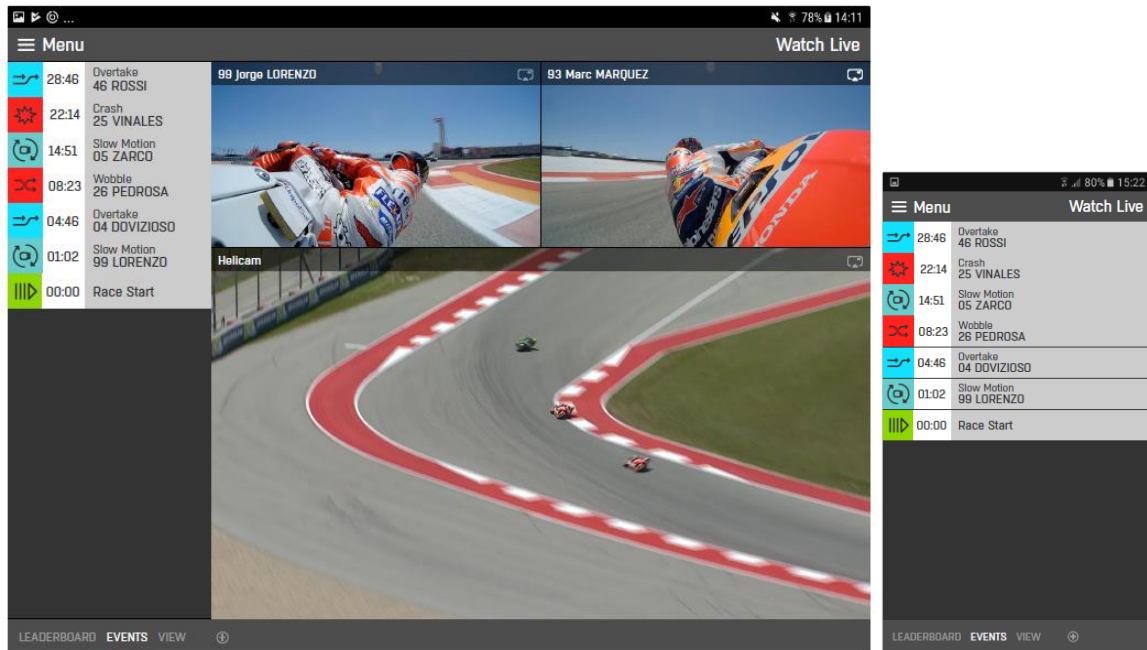 ... 78% 14:11
Menu
Watch Live
28:46 Overtake
46 ROSSI
22:14 Crash
25 VINALES
14:51 Slow Motion
05 ZARCO
08:23 Wobble
26 PEDROSA
04:46 Overtake
04 DOVIZIOSO
01:02 Slow Motion
99 LORENZO
00:00 Race Start
99 Jorge LORENZO
93 Marc MARQUEZ
HONDA
Helicam
LEADERBOARD EVENTS VIEW
80% 15:22
Menu
Watch Live
28:46 Overtake
46 ROSSI
22:14 Crash
25 VINALES
14:51 Slow Motion
05 ZARCO
08:23 Wobble
26 PEDROSA
04:46 Overtake
04 DOVIZIOSO
01:02 Slow Motion
99 LORENZO
00:00 Race Start
LEADERBOARD EVENTS VIEW